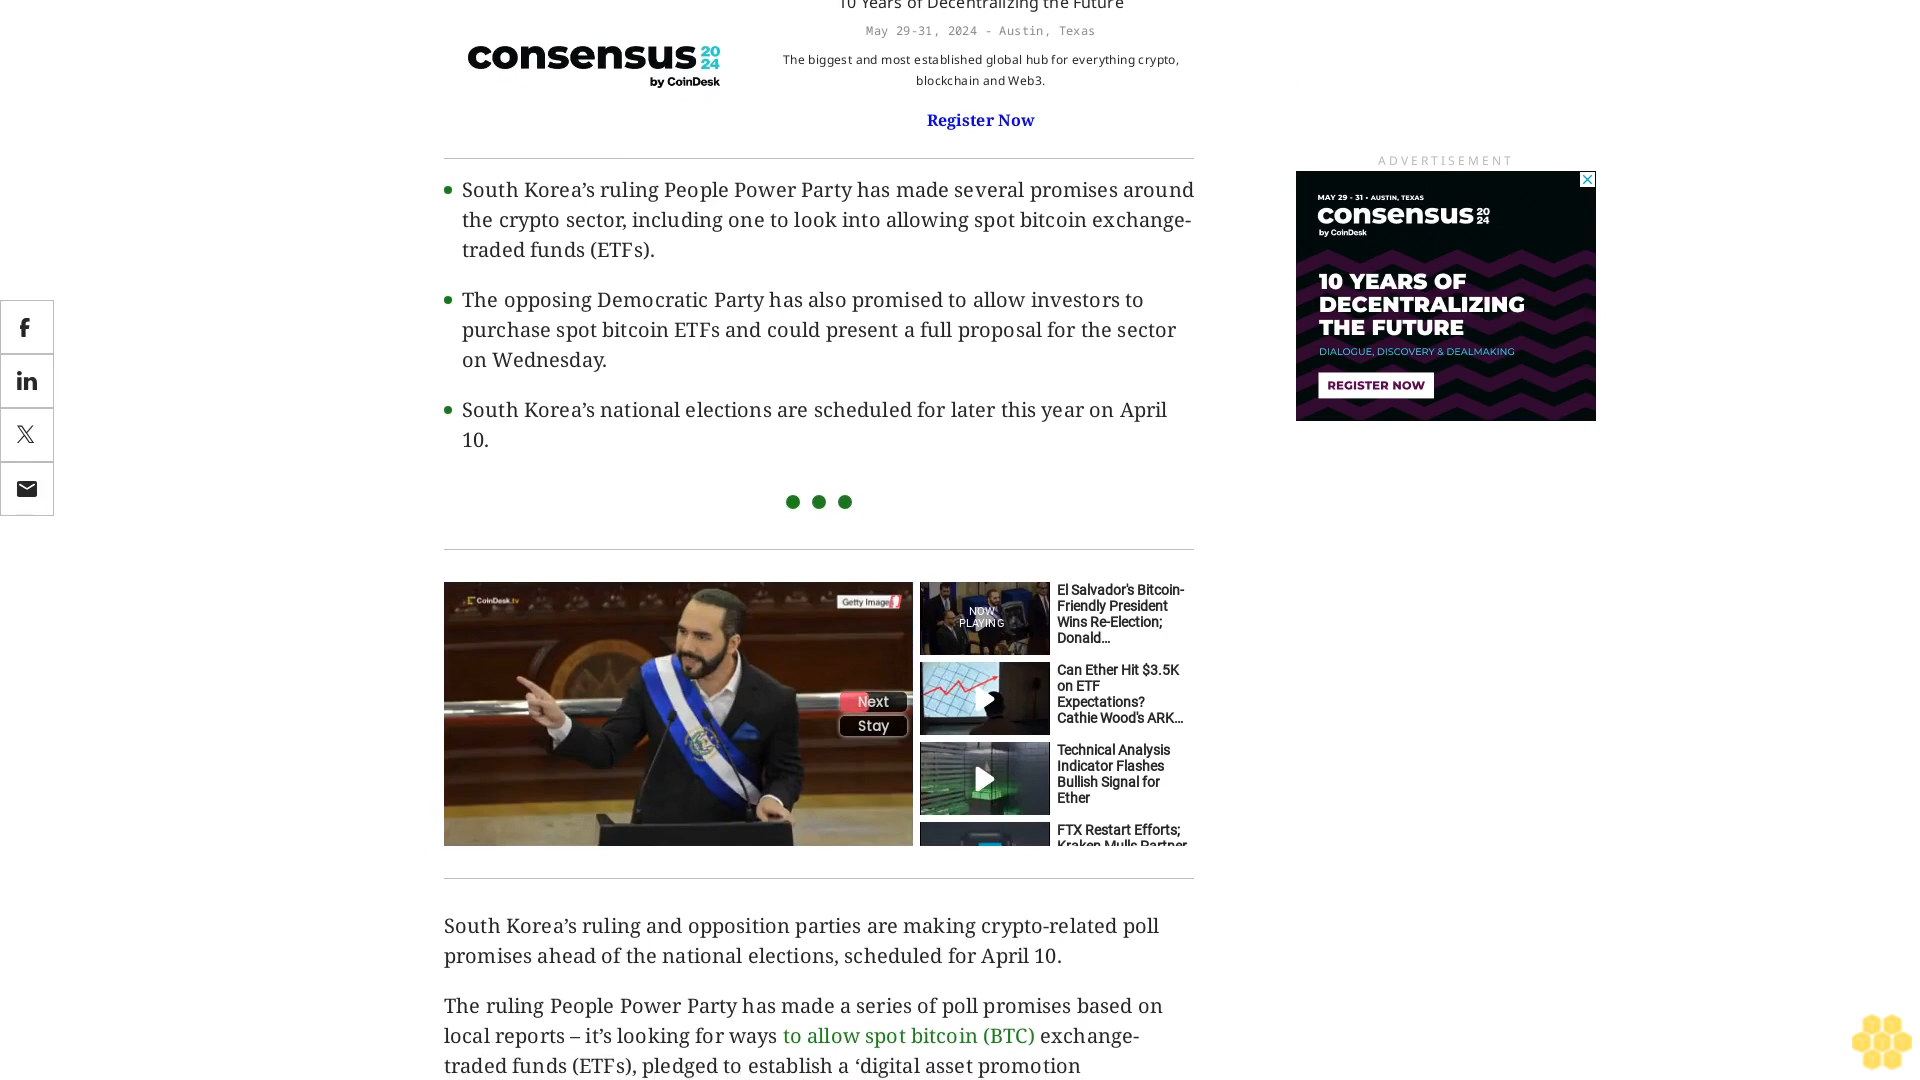 10 Years of Decentralizing the Future
May 29-31, 2024 - Austin, Texas
consensus 2024
by CoinDesk
The biggest and most established global hub for everything crypto,
blockchain and Web3.
Register Now
South Korea’s ruling People Power Party has made several promises around
the crypto sector, including one to look into allowing spot bitcoin exchange-
traded funds (ETFs).
The opposing Democratic Party has also promised to allow investors to
purchase spot bitcoin ETFs and could present a full proposal for the sector
on Wednesday.
South Korea’s national elections are scheduled for later this year on April
10.
ADVERTISEMENT
MAY 29 - 31 • AUSTIN, TEXAS
consensus 2024
by CoinDesk
10 YEARS OF
DECENTRALIZING
THE FUTURE
DIALOGUE, DISCOVERY & DEALMAKING
REGISTER NOW
CoinDesk.tv
Getty Images
Next
Stay
NOW
PLAYING
El Salvador's Bitcoin-
Friendly President
Wins Re-Election;
Donald...
Can Ether Hit $3.5K
on ETF
Expectations?
Cathie Wood's ARK...
Technical Analysis
Indicator Flashes
Bullish Signal for
Ether
FTX Restart Efforts;
Kraken Mulls Partner
South Korea’s ruling and opposition parties are making crypto-related poll
promises ahead of the national elections, scheduled for April 10.
The ruling People Power Party has made a series of poll promises based on
local reports – it’s looking for ways to allow spot bitcoin (BTC) exchange-
traded funds (ETFs), pledged to establish a ‘digital asset promotion